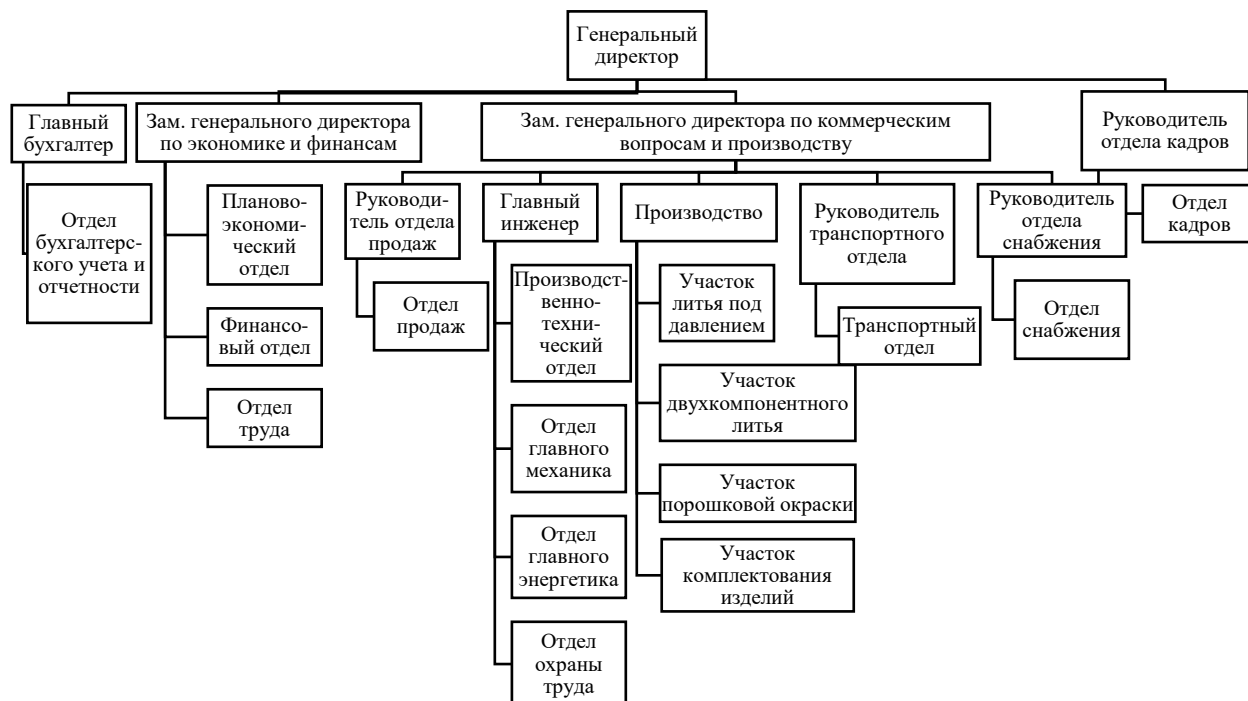 Генеральный
директор
Главный
бухгалтер
Зам. генерального директора
по экономике и финансам
Зам. генерального директора по коммерческим
вопросам и производству
Руководитель
отдела кадров
Отдел
бухгалтерс-
кого учета и
отчетности
Планово-
экономи-
ческий
отдел
Финансо-
вый отдел
Отдел
труда
Руководи-
тель отдела
продаж
Отдел
продаж
Главный
инженер
Производст-
венно-
техни-
ческий
отдел
Отдел
главного
механика
Отдел
главного
энергетика
Отдел
охраны
труда
Производство
Участок
литья под
давлением
Участок
двухкомпонентного
литья
Участок
порошковой окраски
Участок
комплектования
изделий
Руководитель
транспортного
отдела
Транспортный
отдел
Руководитель
отдела
снабжения
Отдел
снабжения
Отдел
кадров